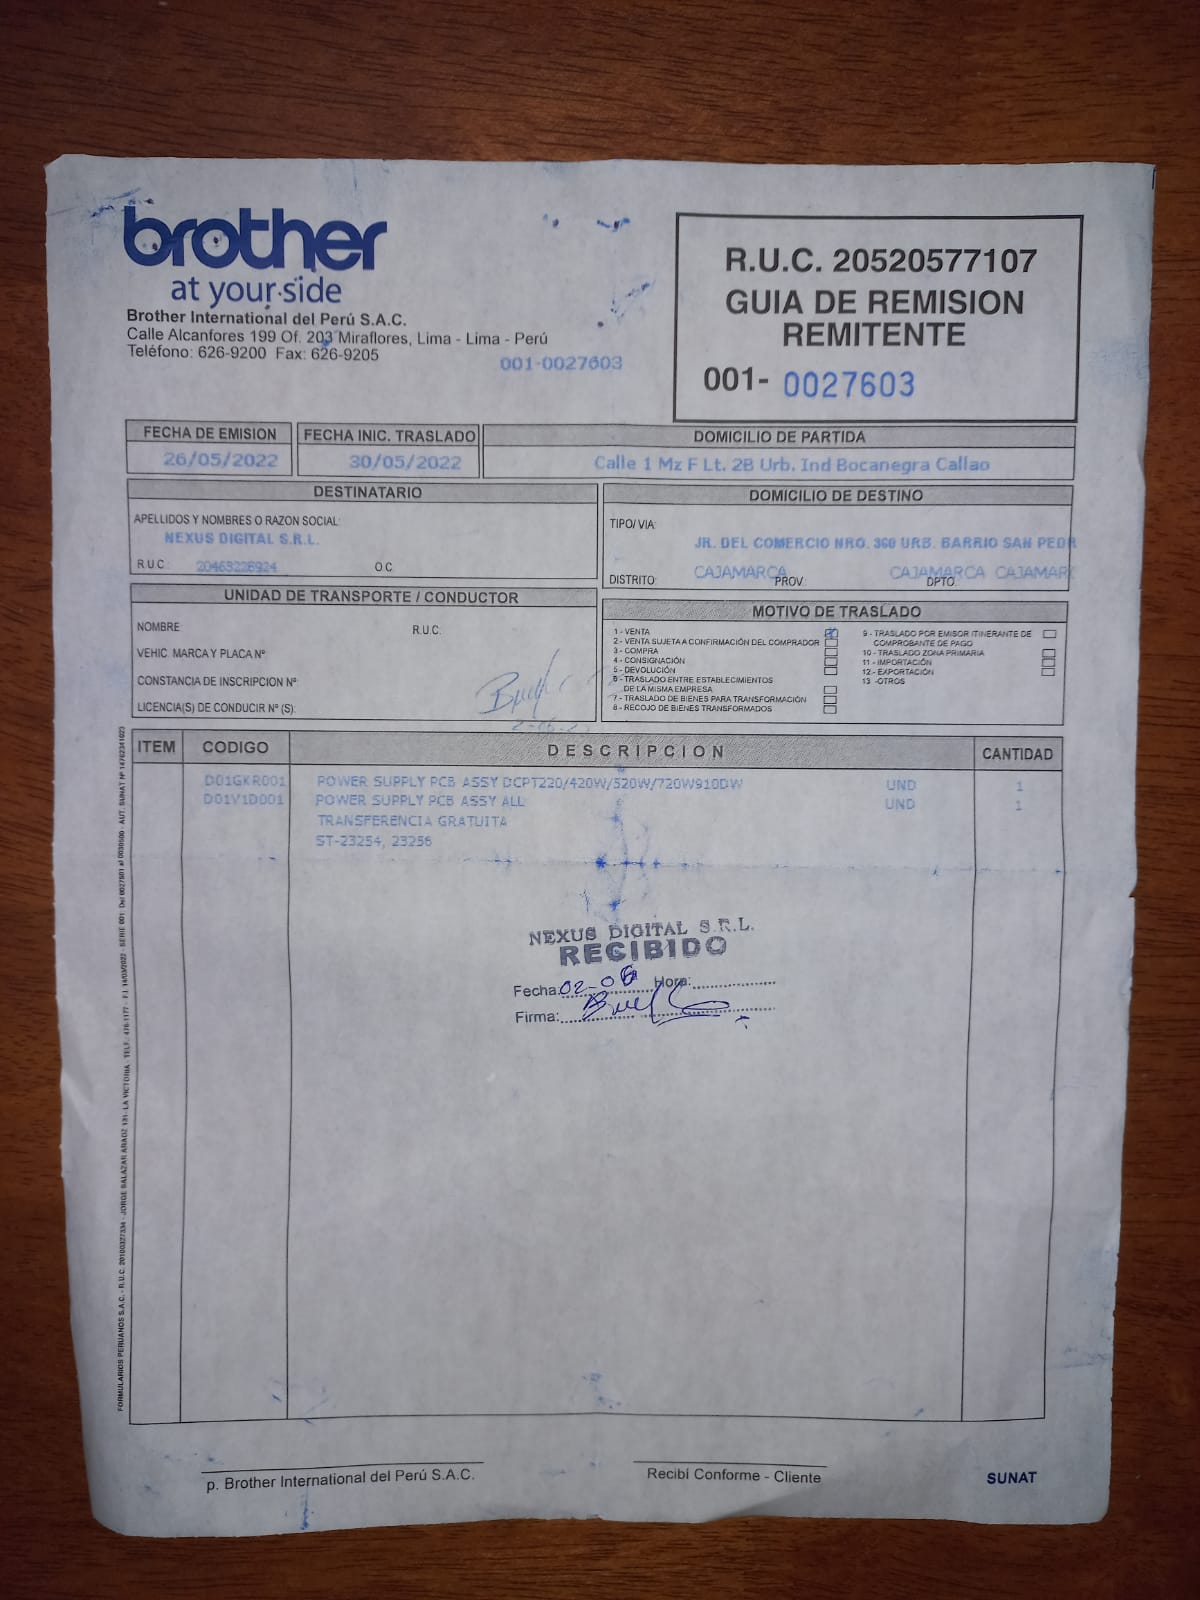 brother
at your side
Brother International del Perú S.A.C.
Calle Alcanfores 199 Of. 203 Miraflores, Lima - Lima - Perú
Teléfono: 626-9200 Fax: 626-9205
001-0027603
R.U.C. 20520577107
GUIA DE REMISION
REMITENTE
001- 0027603
FECHA DE EMISION
26/05/2022
FECHA INIC. TRASLADO
30/05/2022
DOMICILIO DE PARTIDA
Calle 1 Mz F Lt. 2B Urb. Ind Bocanegra Callao
DESTINATARIO
APELLIDOS Y NOMBRES O RAZON SOCIAL:
NEXUS DIGITAL S.R.L.
R.U.C. 20463228924 O.C.
DOMICILIO DE DESTINO
TIPO/VIA:
JR. DEL COMERCIO NRO. 360 URB. BARRIO SAN PEDR
DISTRITO: CAJAMARCA PROV. CAJAMARCA DPTO. CAJAMAR
UNIDAD DE TRANSPORTE / CONDUCTOR
NOMBRE: R.U.C.
VEHIC. MARCA Y PLACA Nº
CONSTANCIA DE INSCRIPCION Nº
LICENCIA(S) DE CONDUCIR Nº (S):
MOTIVO DE TRASLADO
1 - VENTA
2 - VENTA SUJETA A CONFIRMACIÓN DEL COMPRADOR
3 - COMPRA
4 - CONSIGNACIÓN
5 - DEVOLUCIÓN
6 - TRASLADO ENTRE ESTABLECIMIENTOS
DE LA MISMA EMPRESA
7 - TRASLADO DE BIENES PARA TRANSFORMACIÓN
8 - RECOJO DE BIENES TRANSFORMADOS
9 - TRASLADO POR EMISOR ITINERANTE DE
COMPROBANTE DE PAGO
10 - TRASLADO ZONA PRIMARIA
11 - IMPORTACIÓN
12 - EXPORTACIÓN
13 -OTROS
ITEM CODIGO DESCRIPCION CANTIDAD
D01GKR001 POWER SUPPLY PCB ASSY DCPT220/420W/520W/720W910DW UND 1
D01V1D001 POWER SUPPLY PCB ASSY ALL UND 1
TRANSFERENCIA GRATUITA
ST-23254, 23256
NEXUS DIGITAL S.R.L.
RECIBIDO
Fecha: 02-06 Hora:
Firma:
p. Brother International del Perú S.A.C.
Recibí Conforme - Cliente
SUNAT